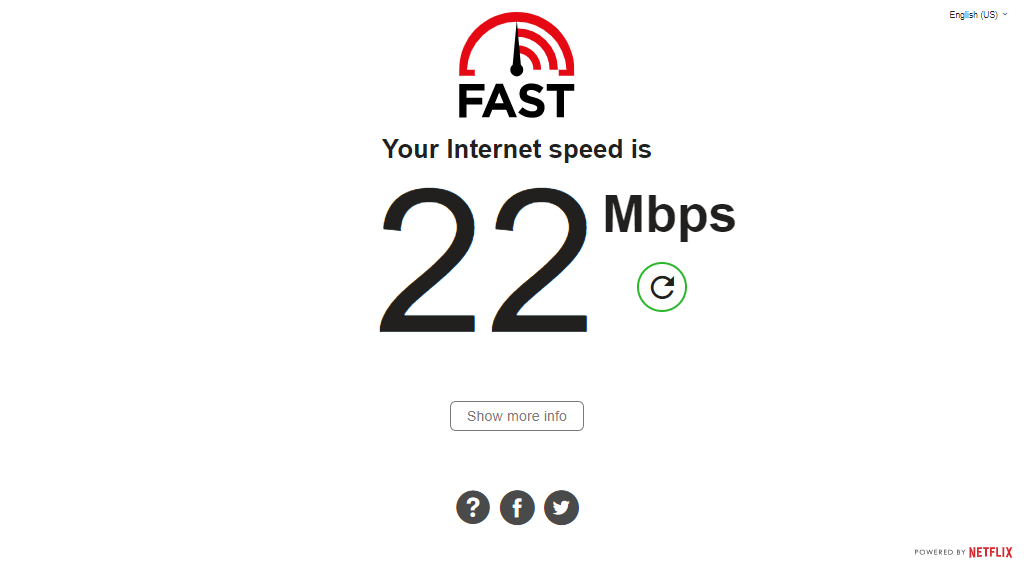 English (US)
FAST
Your Internet speed is
22 Mbps
Show more info
?
f
POWERED BY NETFLIX